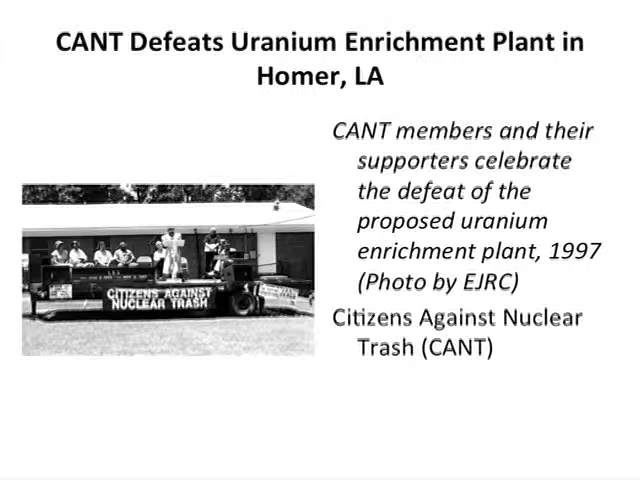 CANT Defeats Uranium Enrichment Plant in
Homer, LA
CANT members and their
supporters celebrate
the defeat of the
proposed uranium
enrichment plant, 1997
(Photo by EJRC)
Citizens Against Nuclear
Trash (CANT)
CITIZENS AGAINST
NUCLEAR TRASH